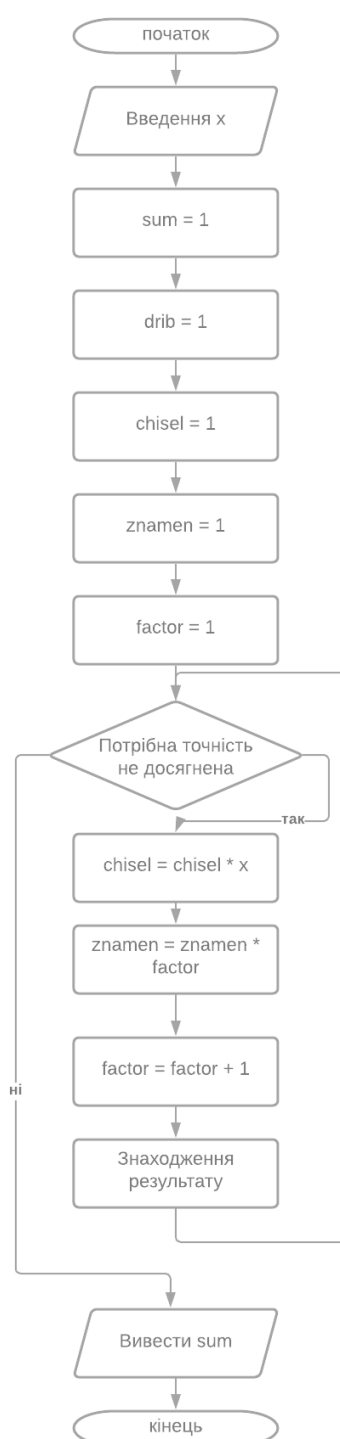 початок
Введення x
sum = 1
drib = 1
chisel = 1
znamen = 1
factor = 1
Потрібна точність
не досягнена
так
chisel = chisel * x
znamen = znamen *
factor
factor = factor + 1
ні
Знаходження
результату
Вивести sum
кінець